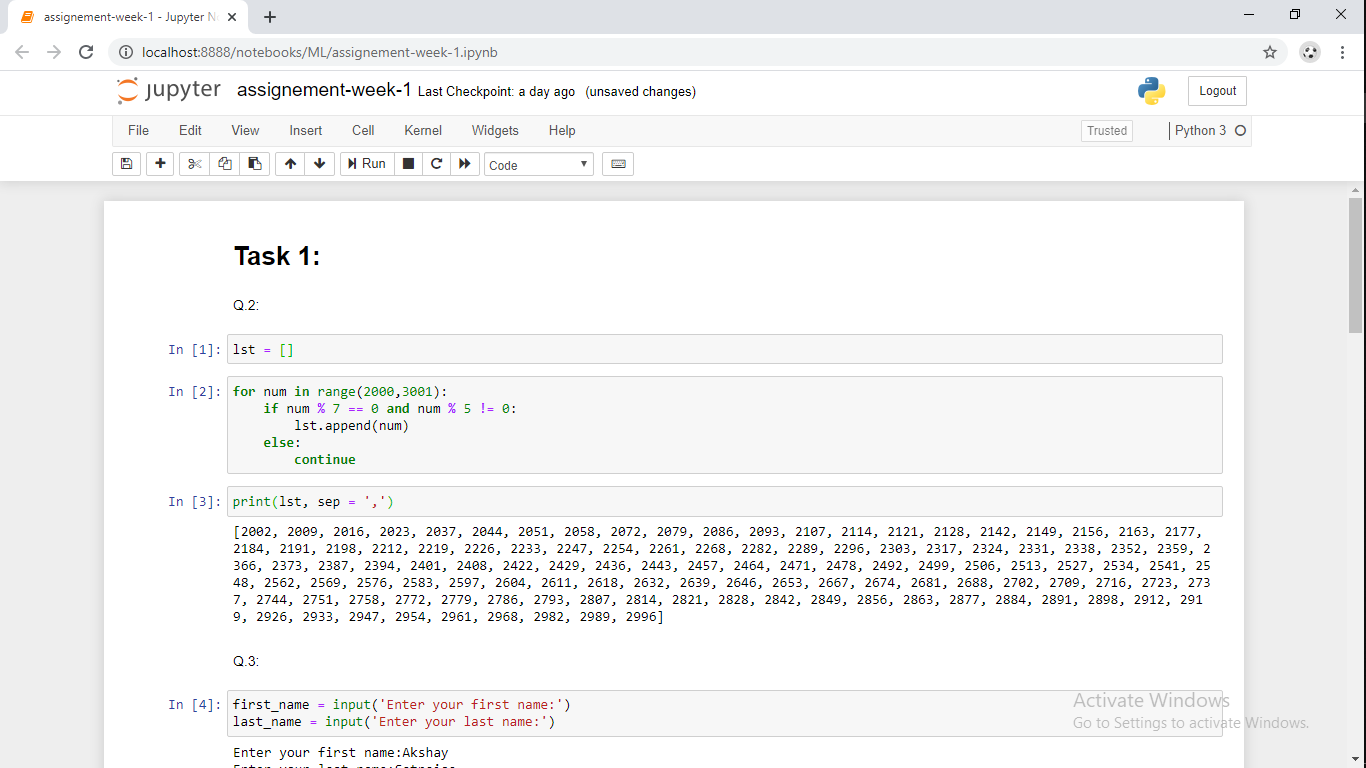 assignement-week-1 - Jupyter N
localhost:8888/notebooks/ML/assignement-week-1.ipynb
jupyter assignement-week-1 Last Checkpoint: a day ago (unsaved changes)
Logout
File Edit View Insert Cell Kernel Widgets Help
Trusted
Python 3
Run
Code
Task 1:
Q.2:
In [1]: lst = []
In [2]: for num in range(2000,3001):
if num % 7 == 0 and num % 5 != 0:
lst.append(num)
else:
continue
In [3]: print(lst, sep = ',')
[2002, 2009, 2016, 2023, 2037, 2044, 2051, 2058, 2072, 2079, 2086, 2093, 2107, 2114, 2121, 2128, 2142, 2149, 2156, 2163, 2177,
2184, 2191, 2198, 2212, 2219, 2226, 2233, 2247, 2254, 2261, 2268, 2282, 2289, 2296, 2303, 2317, 2324, 2331, 2338, 2352, 2359, 2
366, 2373, 2387, 2394, 2401, 2408, 2422, 2429, 2436, 2443, 2457, 2464, 2471, 2478, 2492, 2499, 2506, 2513, 2527, 2534, 2541, 25
48, 2562, 2569, 2576, 2583, 2597, 2604, 2611, 2618, 2632, 2639, 2646, 2653, 2667, 2674, 2681, 2688, 2702, 2709, 2716, 2723, 273
7, 2744, 2751, 2758, 2772, 2779, 2786, 2793, 2807, 2814, 2821, 2828, 2842, 2849, 2856, 2863, 2877, 2884, 2891, 2898, 2912, 291
9, 2926, 2933, 2947, 2954, 2961, 2968, 2982, 2989, 2996]
Q.3:
In [4]: first_name = input('Enter your first name:')
last_name = input('Enter your last name:')
Enter your first name:Akshay
Activate Windows
Go to Settings to activate Windows.